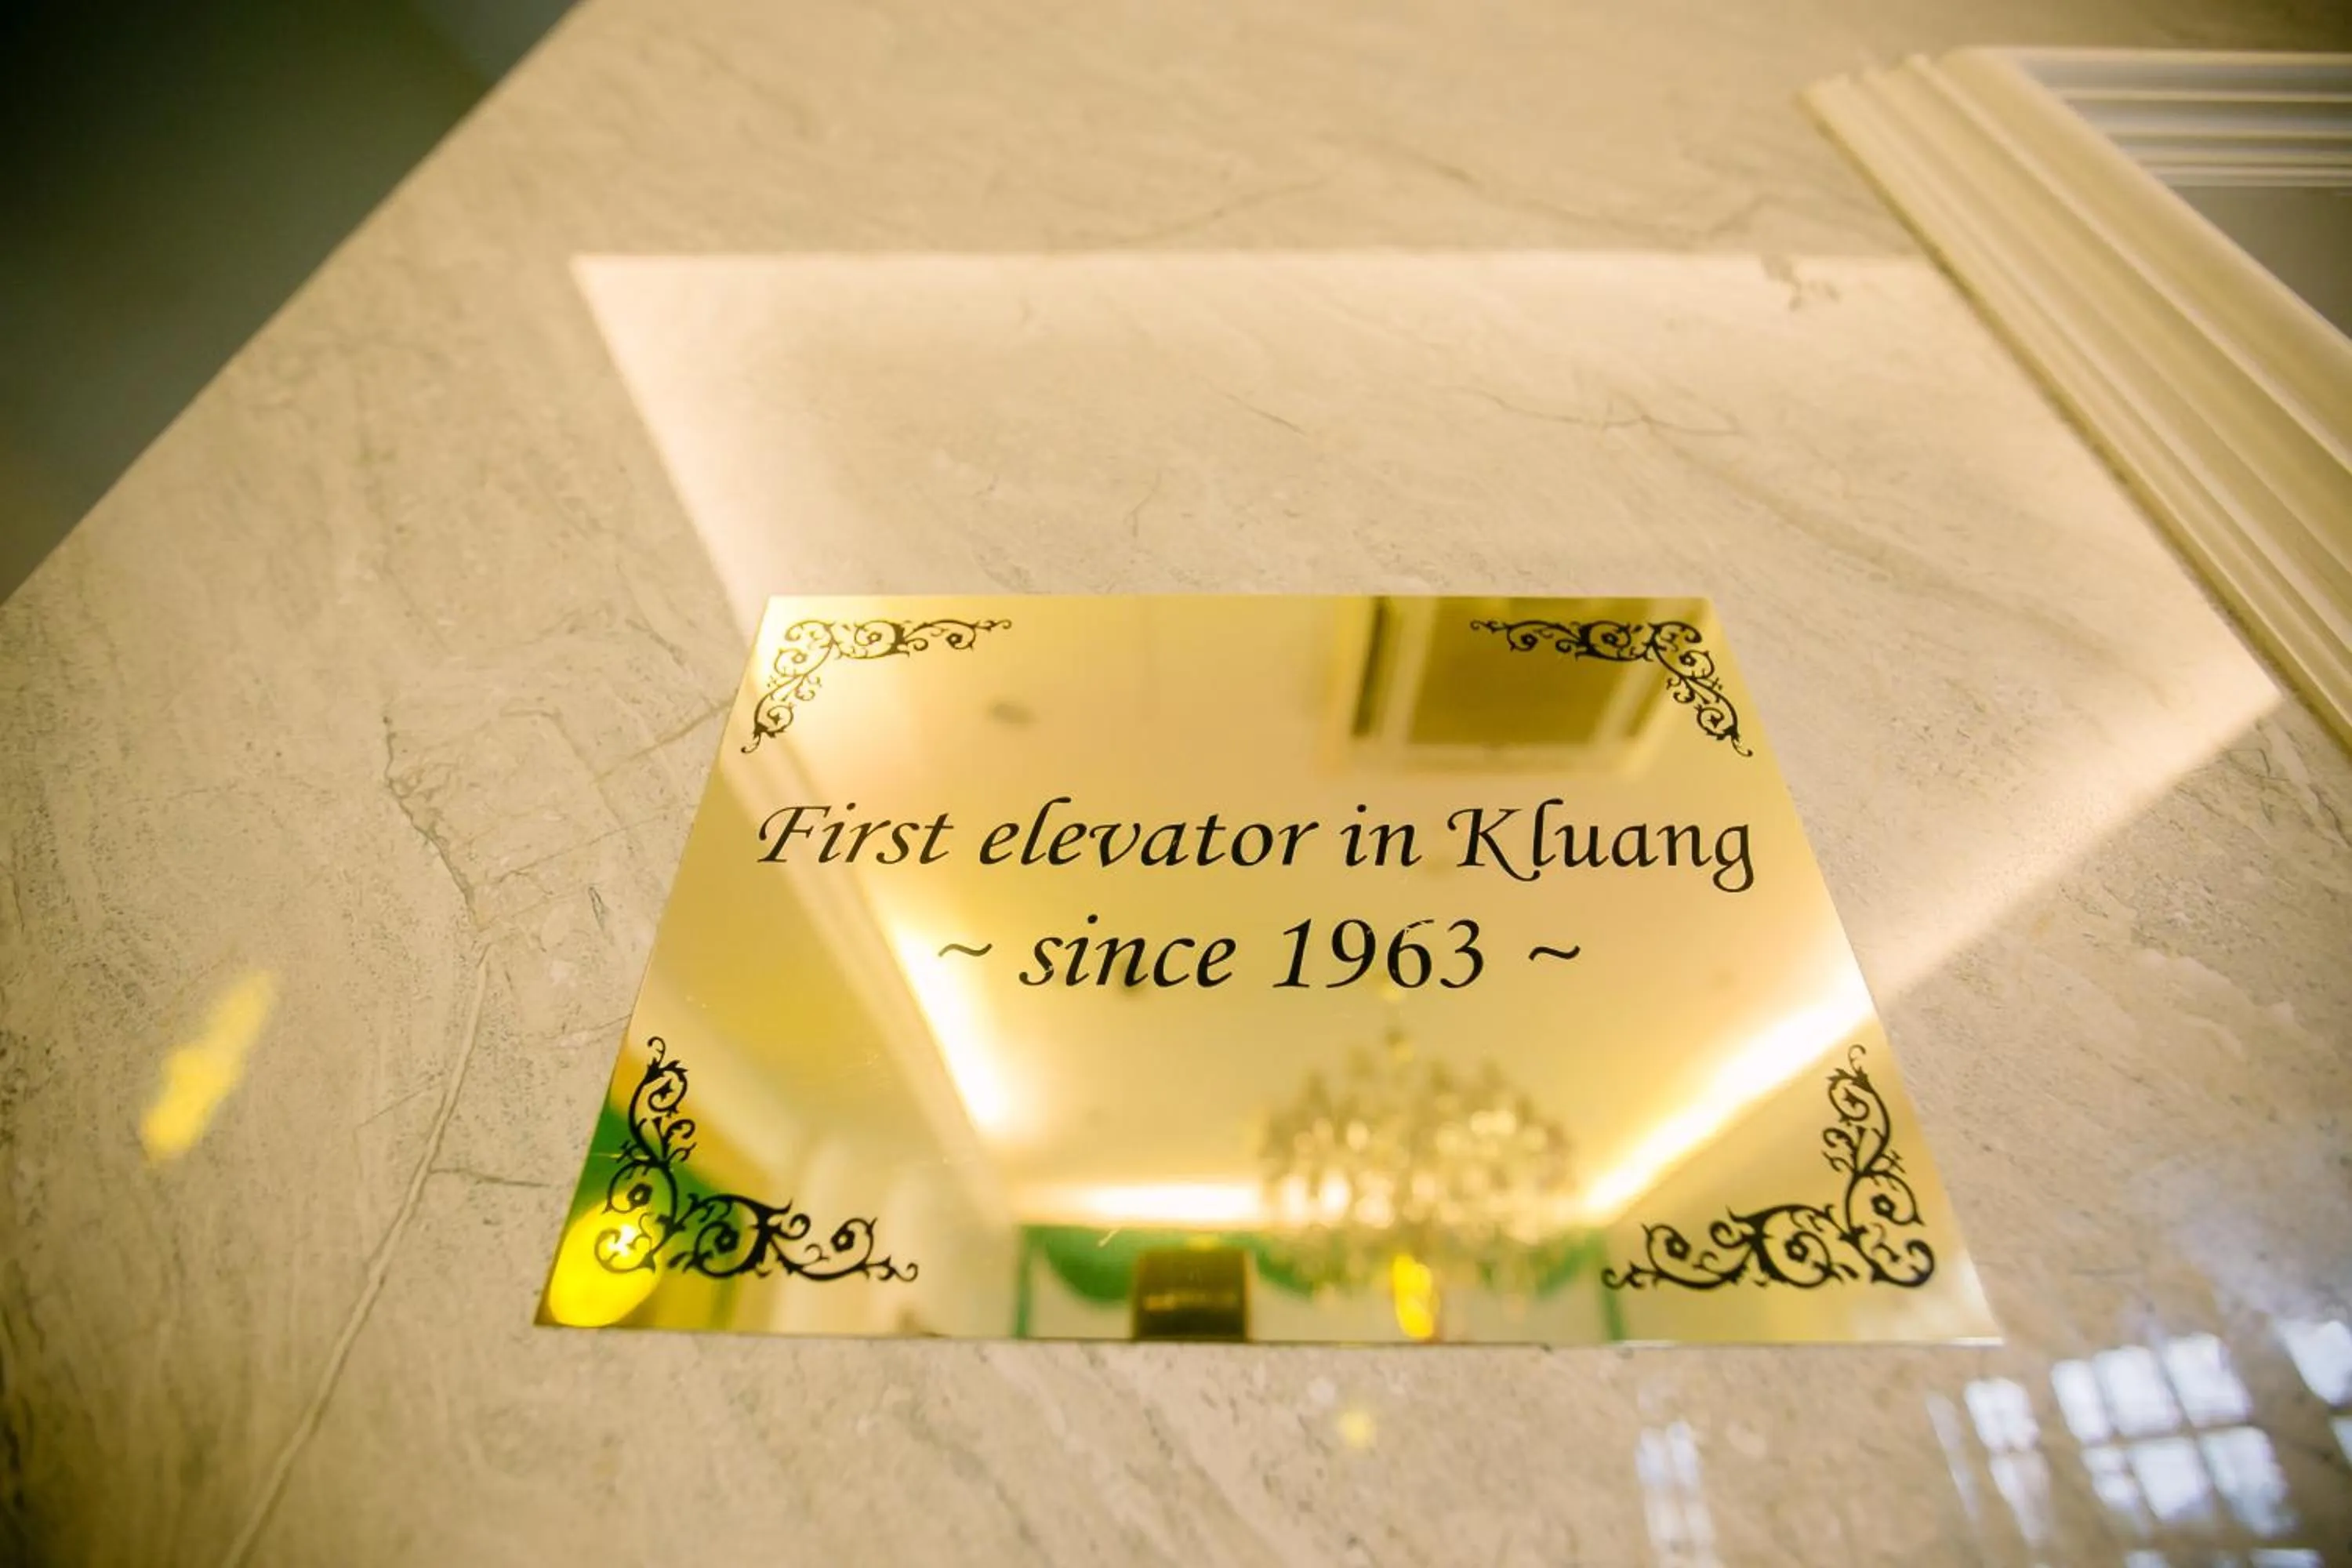 First elevator in Kluang
~ since 1963 ~